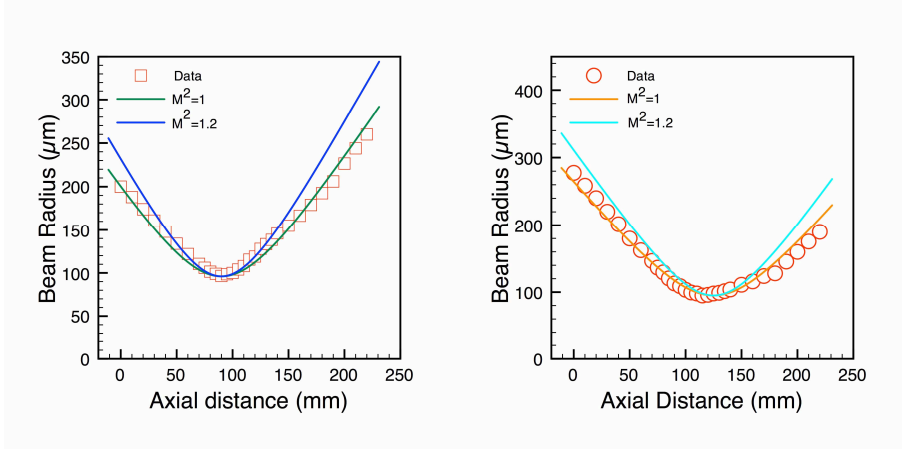 350
300
250
200
150
100
50
0
Beam Radius (µm)
Data
M²=1
M²=1.2
0 50 100 150 200 250
Axial distance (mm)
400
300
200
100
0
Beam Radius (µm)
Data
M²=1
M²=1.2
0 50 100 150 200 250
Axial Distance (mm)